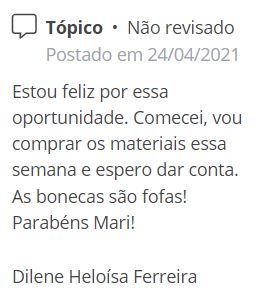 Tópico • Não revisado
Postado em 24/04/2021
Estou feliz por essa
oportunidade. Comecei, vou
comprar os materiais essa
semana e espero dar conta.
As bonecas são fofas!
Parabéns Mari!
Dilene Heloísa Ferreira